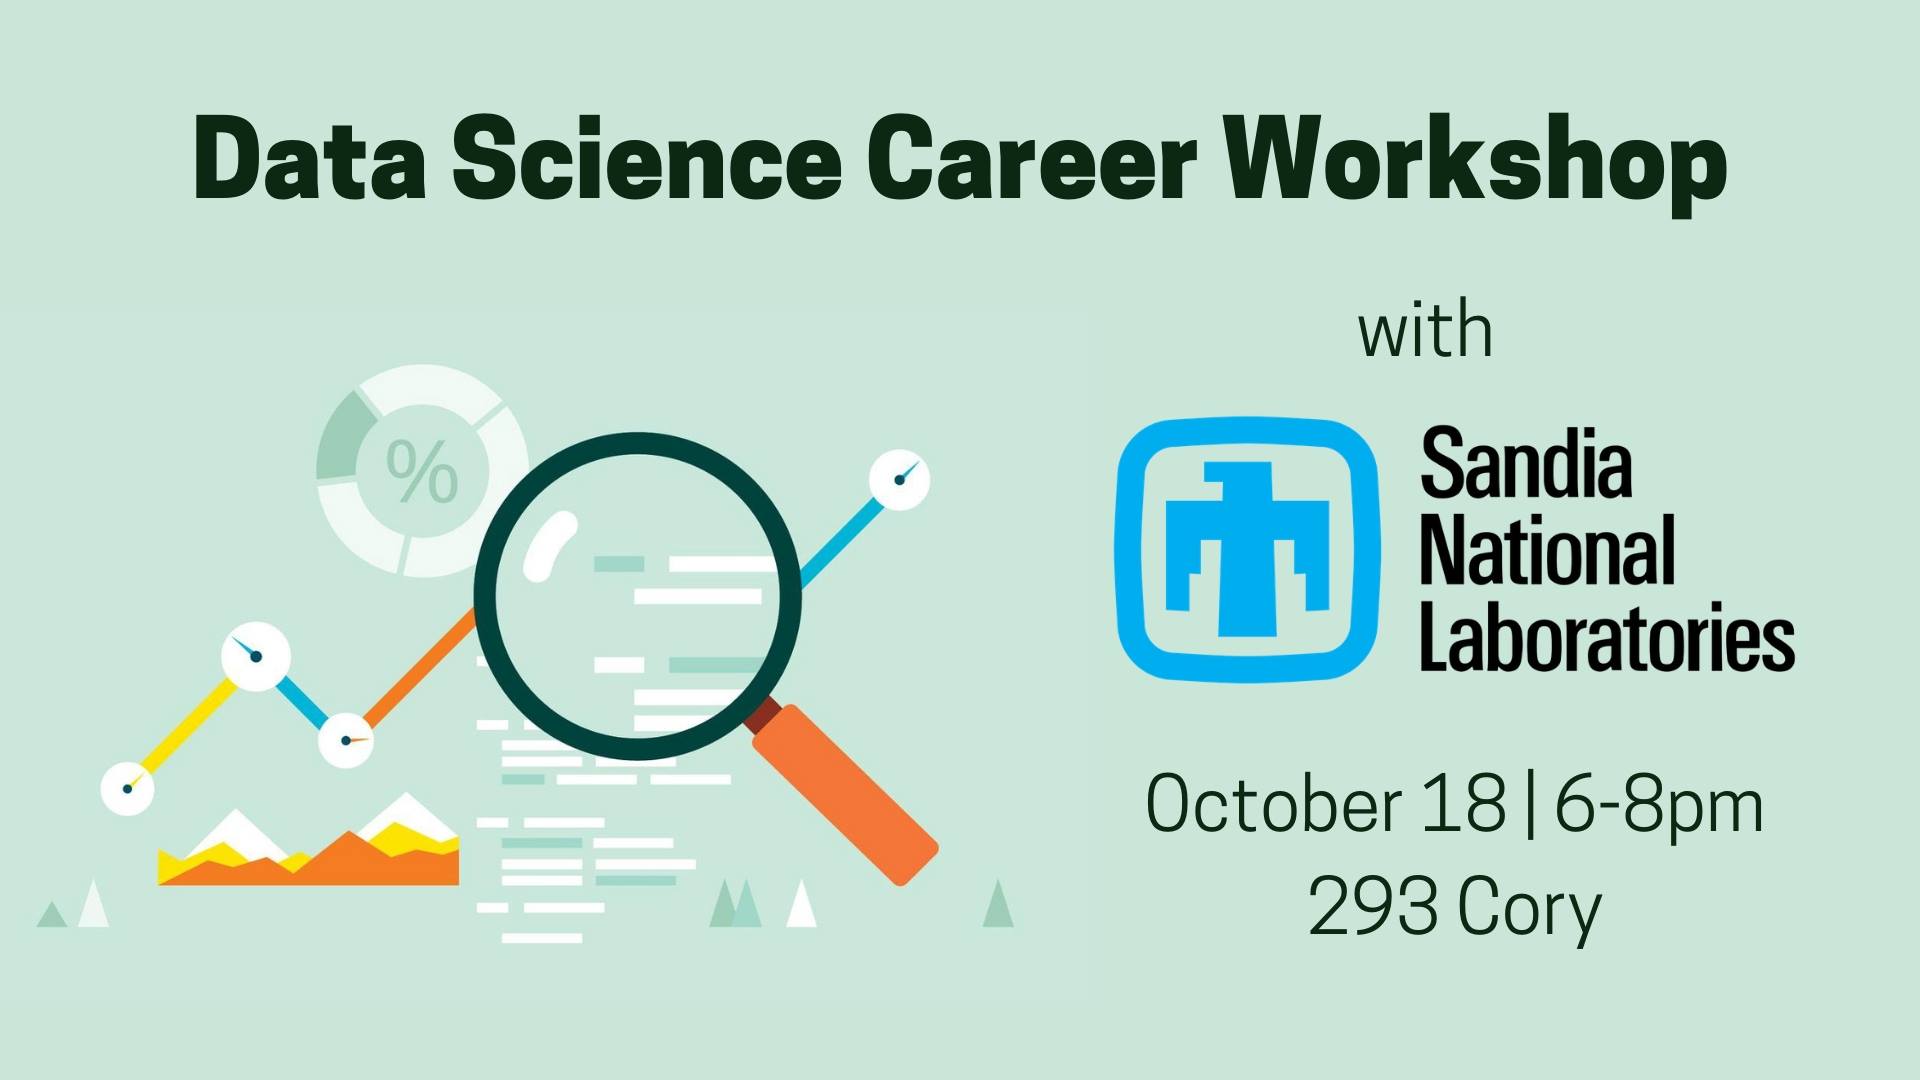 Data Science Career Workshop
with
Sandia
National
Laboratories
%
October 18 | 6-8pm
293 Cory